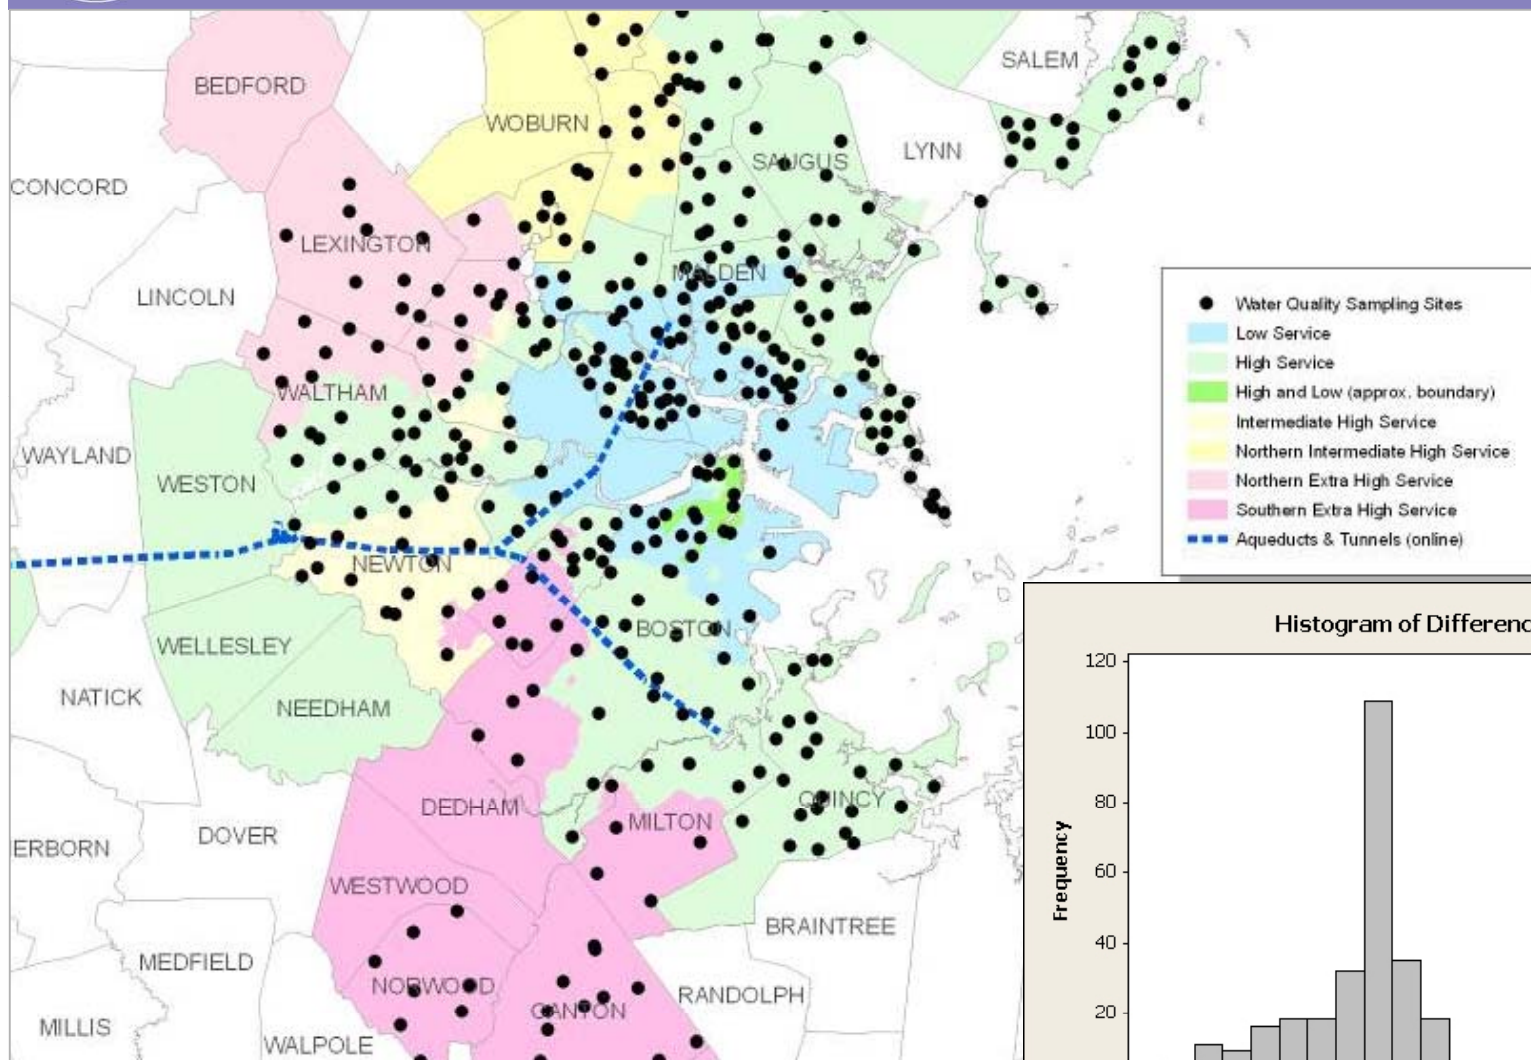 SALEM
BEDFORD
WOBURN
LYNN
SAUGUS
CONCORD
LEXINGTON
MALDEN
LINCOLN
Water Quality Sampling Sites
Low Service
High Service
High and Low (approx. boundary)
Intermediate High Service
Northern Intermediate High Service
Northern Extra High Service
Southern Extra High Service
Aqueducts & Tunnels (online)
WALTHAM
WAYLAND
WESTON
NEWTON
BOSTON
WELLESLEY
NATICK
NEEDHAM
DEDHAM
QUINCY
MILTON
DOVER
ERBORN
WESTWOOD
BRAINTREE
MEDFIELD
NORWOOD
RANDOLPH
CANTON
MILLIS
WALPOLE
Histogram of Differenc
Frequency
120
100
80
60
40
20